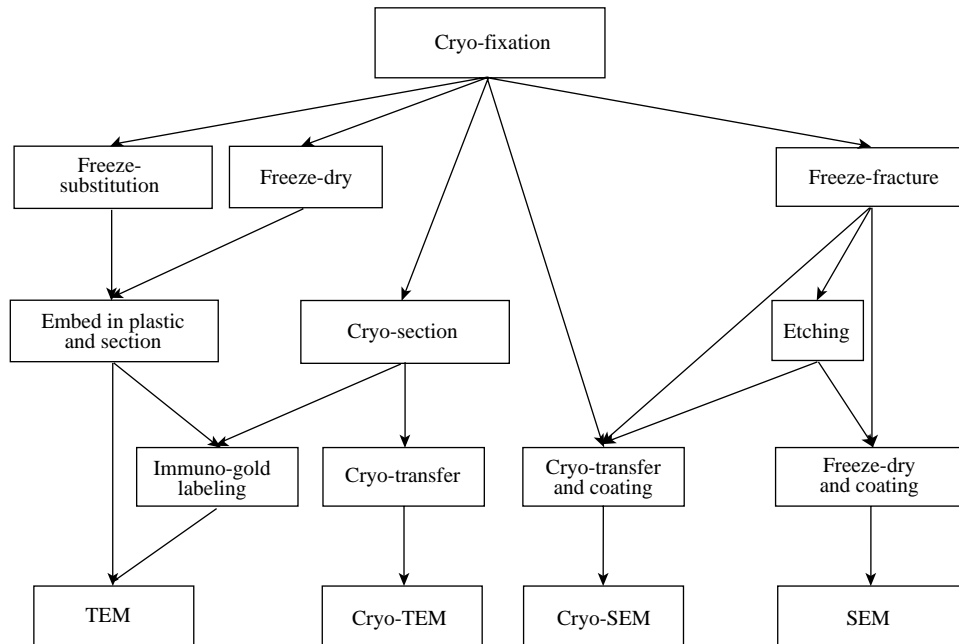 Cryo-fixation
Freeze-
substitution
Freeze-dry
Freeze-fracture
Embed in plastic
and section
Cryo-section
Etching
Immuno-gold
labeling
Cryo-transfer
Cryo-transfer
and coating
Freeze-dry
and coating
TEM
Cryo-TEM
Cryo-SEM
SEM